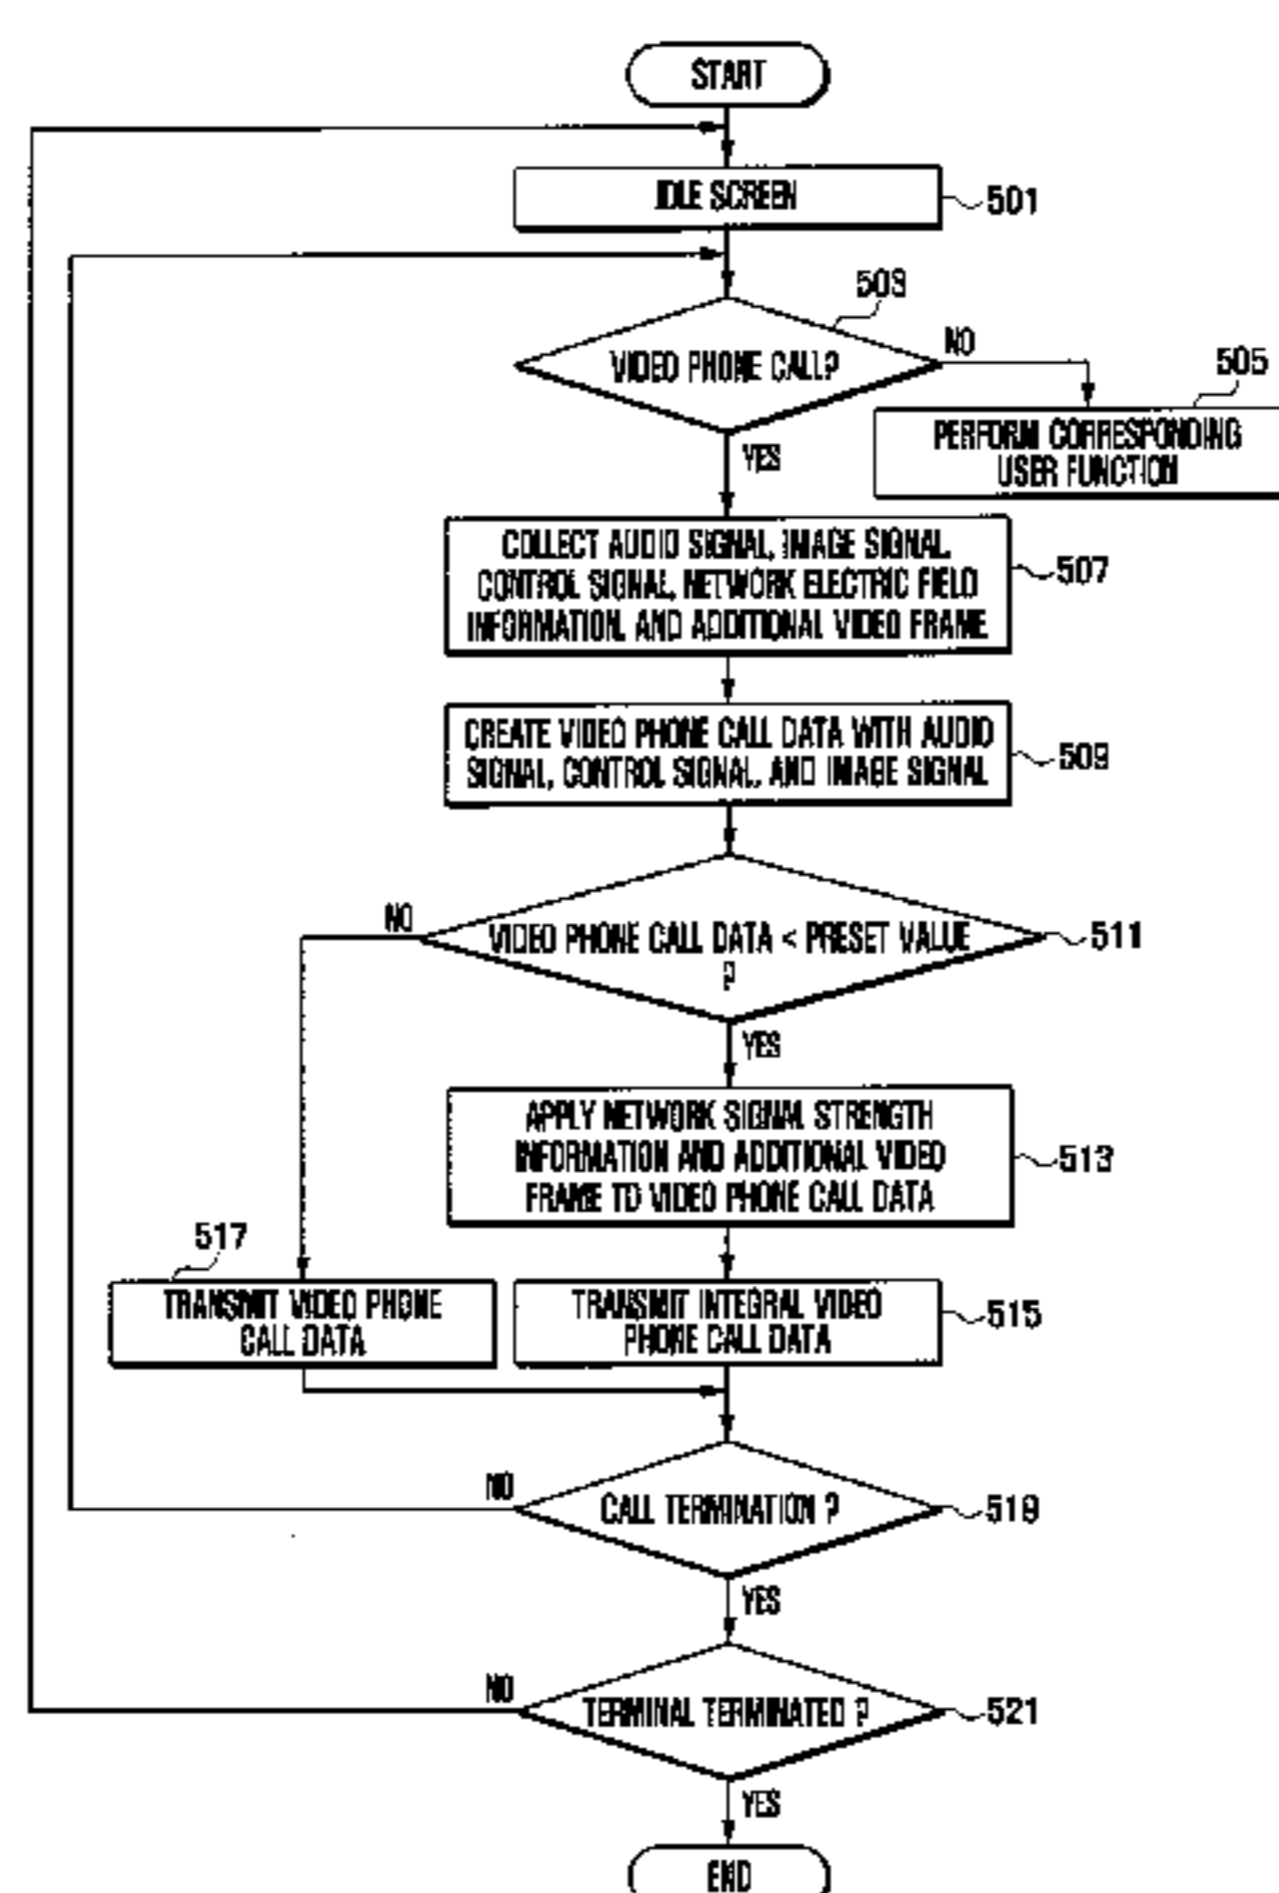 START
IDLE SCREEN
501
503
VIDEO PHONE CALL?
NO
505
PERFORM CORRESPONDING
USER FUNCTION
YES
COLLECT AUDIO SIGNAL, IMAGE SIGNAL,
CONTROL SIGNAL, NETWORK ELECTRIC FIELD
INFORMATION, AND ADDITIONAL VIDEO FRAME
507
CREATE VIDEO PHONE CALL DATA WITH AUDIO
SIGNAL, CONTROL SIGNAL, AND IMAGE SIGNAL
509
NO
VIDEO PHONE CALL DATA < PRESET VALUE
?
511
YES
APPLY NETWORK SIGNAL STRENGTH
INFORMATION AND ADDITIONAL VIDEO
FRAME TO VIDEO PHONE CALL DATA
513
517
TRANSMIT VIDEO PHONE
CALL DATA
TRANSMIT INTEGRAL VIDEO
PHONE CALL DATA
515
NO
CALL TERMINATION ?
519
YES
NO
TERMINAL TERMINATED ?
521
YES
END